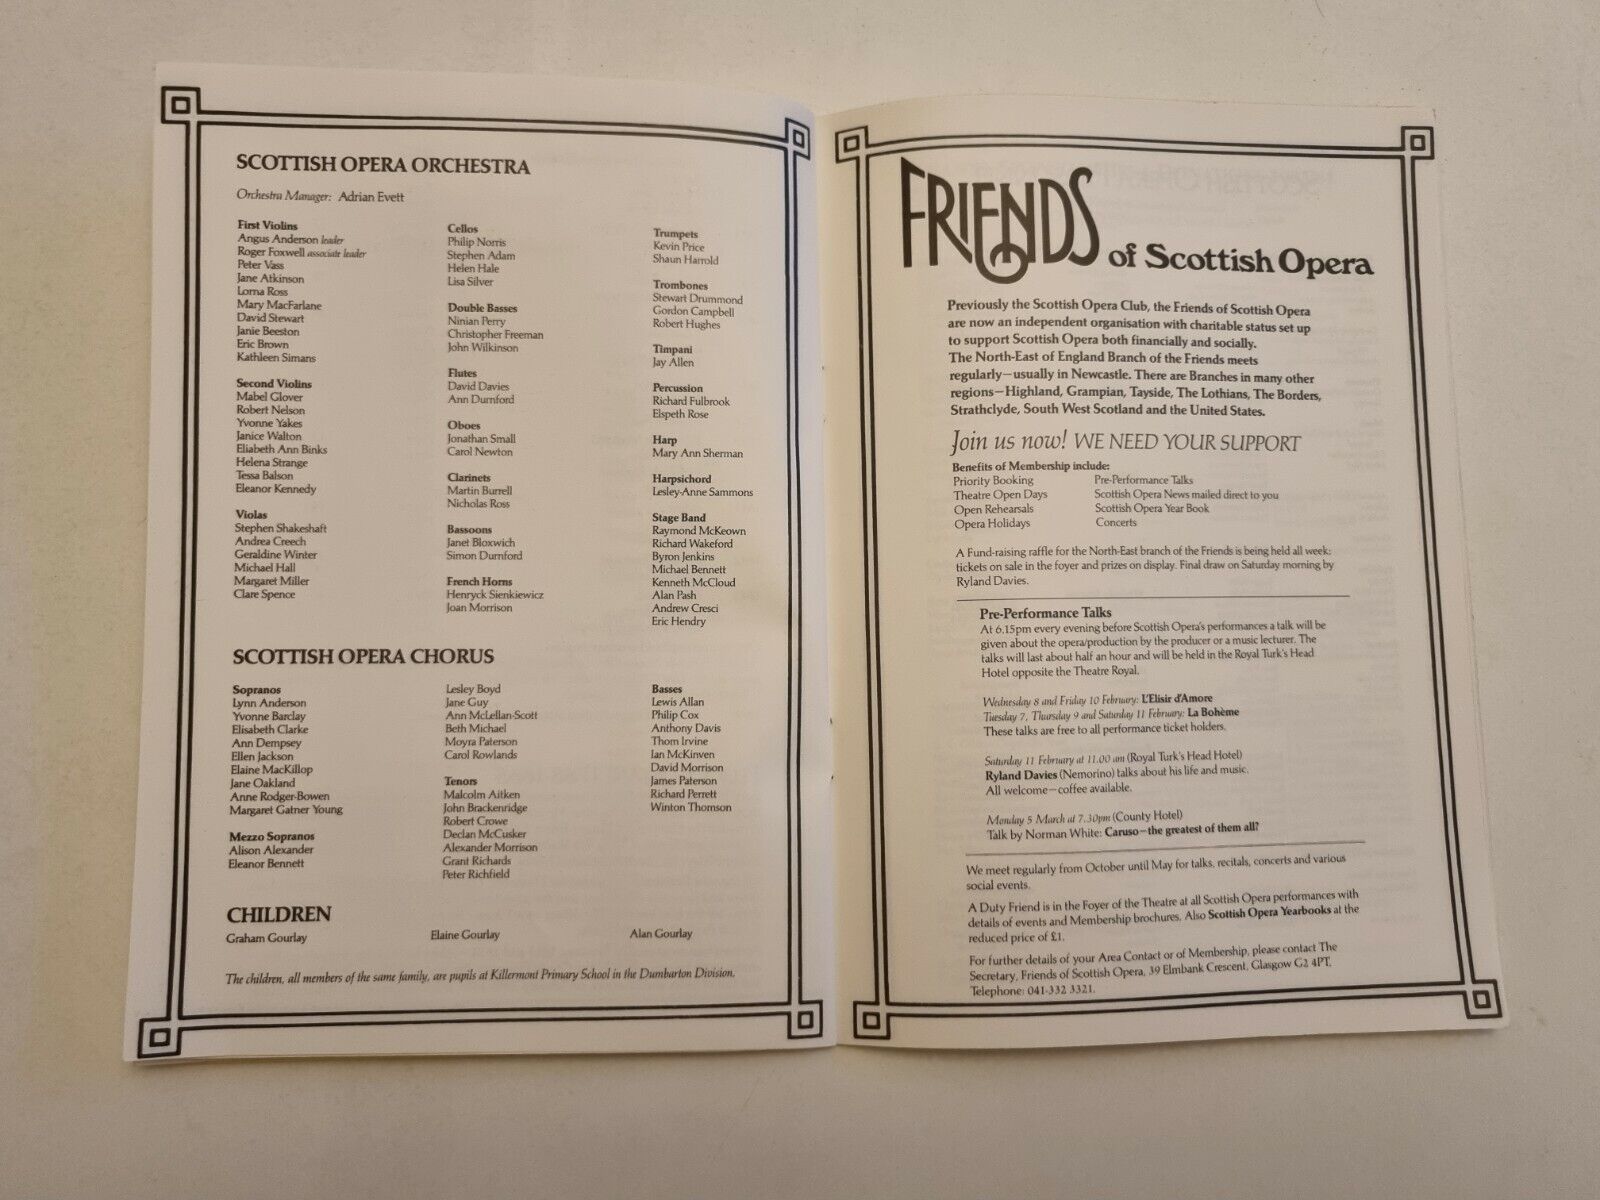 SCOTTISH OPERA ORCHESTRA
Orchestra Manager: Adrian Evett
First Violins
Angus Anderson leader
Roger Foxwell associate leader
Peter Vass
Jane Atkinson
Lorna Ross
Mary MacFarlane
David Stewart
Janie Beeston
Eric Brown
Kathleen Simans
Second Violins
Mabel Glover
Robert Nelson
Yvonne Yakes
Janice Walton
Eliabeth Ann Binks
Helena Strange
Tessa Balson
Eleanor Kennedy
Violas
Stephen Shakeshaft
Andrea Creech
Geraldine Winter
Michael Hall
Margaret Miller
Clare Spence
Cellos
Philip Norris
Stephen Adam
Helen Hale
Lisa Silver
Double Basses
Ninian Perry
Christopher Freeman
John Wilkinson
Flutes
David Davies
Ann Durnford
Oboes
Jonathan Small
Carol Newton
Clarinets
Martin Burrell
Nicholas Ross
Bassoons
Janet Bloxwich
Simon Durnford
French Horns
Henryck Sienkiewicz
Joan Morrison
Trumpets
Kevin Price
Shaun Harrold
Trombones
Stewart Drummond
Gordon Campbell
Robert Hughes
Timpani
Jay Allen
Percussion
Richard Fulbrook
Elspeth Rose
Harp
Mary Ann Sherman
Harpsichord
Lesley-Anne Sammons
Stage Band
Raymond McKeown
Richard Wakeford
Byron Jenkins
Michael Bennett
Kenneth McCloud
Alan Pash
Andrew Cresci
Eric Hendry
SCOTTISH OPERA CHORUS
Sopranos
Lynn Anderson
Yvonne Barclay
Elisabeth Clarke
Ann Dempsey
Ellen Jackson
Elaine MacKillop
Jane Oakland
Anne Rodger-Bowen
Margaret Gatner Young
Mezzo Sopranos
Alison Alexander
Eleanor Bennett
Lesley Boyd
Jane Guy
Ann McLellan-Scott
Beth Michael
Moyra Paterson
Carol Rowlands
Tenors
Malcolm Aitken
John Brackenridge
Robert Crowe
Declan McCusker
Alexander Morrison
Grant Richards
Peter Richfield
Basses
Lewis Allan
Philip Cox
Anthony Davis
Thom Irvine
Ian McKinven
David Morrison
James Paterson
Richard Perrett
Winton Thomson
CHILDREN
Graham Gourlay Elaine Gourlay Alan Gourlay
The children, all members of the same family, are pupils at Killermont Primary School in the Dumbarton Division.
FRIENDS of Scottish Opera
Previously the Scottish Opera Club, the Friends of Scottish Opera
are now an independent organisation with charitable status set up
to support Scottish Opera both financially and socially.
The North-East of England Branch of the Friends meets
regularly—usually in Newcastle. There are Branches in many other
regions—Highland, Grampian, Tayside, The Lothians, The Borders,
Strathclyde, South West Scotland and the United States.
Join us now! WE NEED YOUR SUPPORT
Benefits of Membership include:
Priority Booking Pre-Performance Talks
Theatre Open Days Scottish Opera News mailed direct to you
Open Rehearsals Scottish Opera Year Book
Opera Holidays Concerts
A Fund-raising raffle for the North-East branch of the Friends is being held all week:
tickets on sale in the foyer and prizes on display. Final draw on Saturday morning by
Ryland Davies.
Pre-Performance Talks
At 6.15pm every evening before Scottish Opera's performances a talk will be
given about the opera/production by the producer or a music lecturer. The
talks will last about half an hour and will be held in the Royal Turk's Head
Hotel opposite the Theatre Royal.
Wednesday 8 and Friday 10 February: L'Elisir d'Amore
Tuesday 7, Thursday 9 and Saturday 11 February: La Bohème
These talks are free to all performance ticket holders.
Saturday 11 February at 11.00 am (Royal Turk's Head Hotel)
Ryland Davies (Nemorino) talks about his life and music.
All welcome—coffee available.
Monday 5 March at 7.30pm (County Hotel)
Talk by Norman White: Caruso—the greatest of them all?
We meet regularly from October until May for talks, recitals, concerts and various
social events.
A Duty Friend is in the Foyer of the Theatre at all Scottish Opera performances with
details of events and Membership brochures. Also Scottish Opera Yearbooks at the
reduced price of £1.
For further details of your Area Contact or of Membership, please contact The
Secretary, Friends of Scottish Opera, 39 Elmbank Crescent, Glasgow G2 4PT.
Telephone: 041-332 3321.